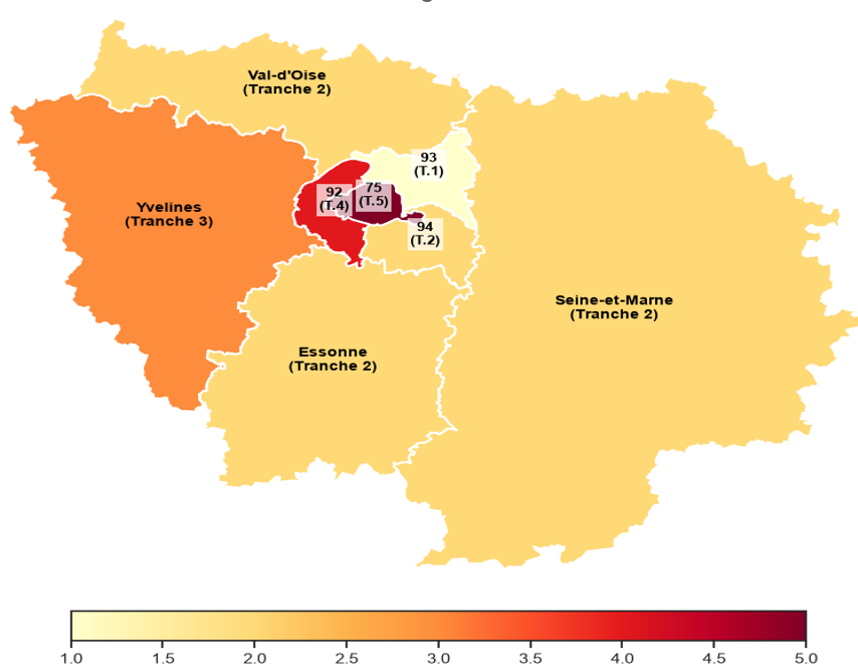 Val-d'Oise
(Tranche 2)
93
(T.1)
92
(T.4)
75
(T.5)
Yvelines
(Tranche 3)
94
(T.2)
Seine-et-Marne
(Tranche 2)
Essonne
(Tranche 2)
1.0 1.5 2.0 2.5 3.0 3.5 4.0 4.5 5.0